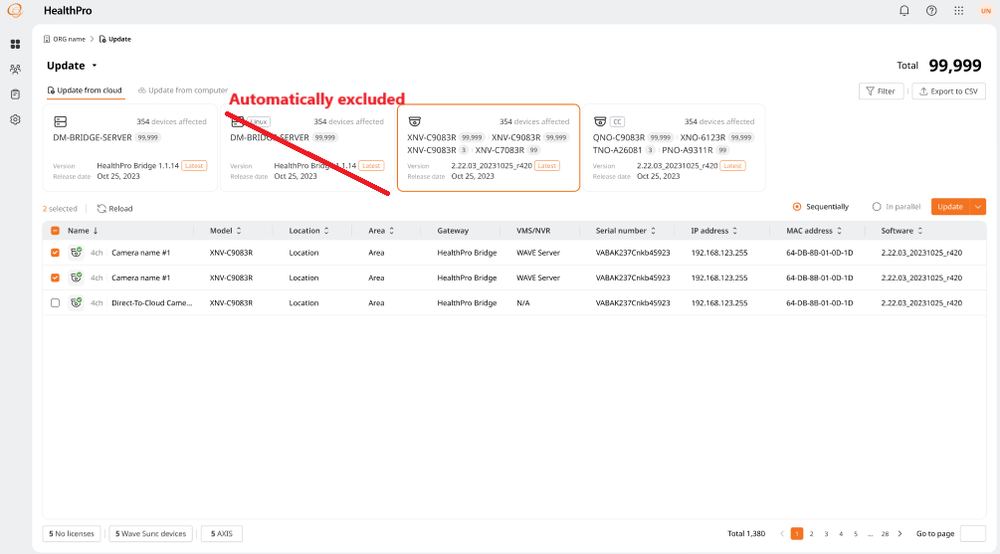 HealthPro
UN
ORG name > Update
Update
Total 99,999
Update from cloud
Update from computer
Filter
Export to CSV
Automatically excluded
354 devices affected
DM-BRIDGE-SERVER 99,999
Version HealthPro Bridge 1.1.14 Latest
Release date Oct 25, 2023
Linux 354 devices affected
DM-BRIDGE-SERVER 99,999
Version HealthPro Bridge 1.1.14 Latest
Release date Oct 25, 2023
354 devices affected
XNV-C9083R 99,999 XNV-C9083R 99,999
XNV-C9083R 3 XNV-C7083R 99
Version 2.22.03_20231025_r420 Latest
Release date Oct 25, 2023
CC 354 devices affected
QNO-C9083R 99,999 XNO-6123R 99,999
TNO-A26081 3 PNO-A9311R 99
Version 2.22.03_20231025_r420 Latest
Release date Oct 25, 2023
2 selected Reload
Sequentially In parallel Update
Name Model Location Area Gateway VMS/NVR Serial number IP address MAC address Software
4ch Camera name #1 XNV-C9083R Location Area HealthPro Bridge WAVE Server VABAK237Cnkb45923 192.168.123.255 64-DB-8B-01-0D-1D 2.22.03_20231025_r420
4ch Camera name #1 XNV-C9083R Location Area HealthPro Bridge WAVE Server VABAK237Cnkb45923 192.168.123.255 64-DB-8B-01-0D-1D 2.22.03_20231025_r420
4ch Direct-To-Cloud Came... XNV-C9083R Location Area HealthPro Bridge N/A VABAK237Cnkb45923 192.168.123.255 64-DB-8B-01-0D-1D 2.22.03_20231025_r420
5 No licenses 5 Wave Sunc devices 5 AXIS
Total 1,380 < 1 2 3 4 5 ... 28 > Go to page